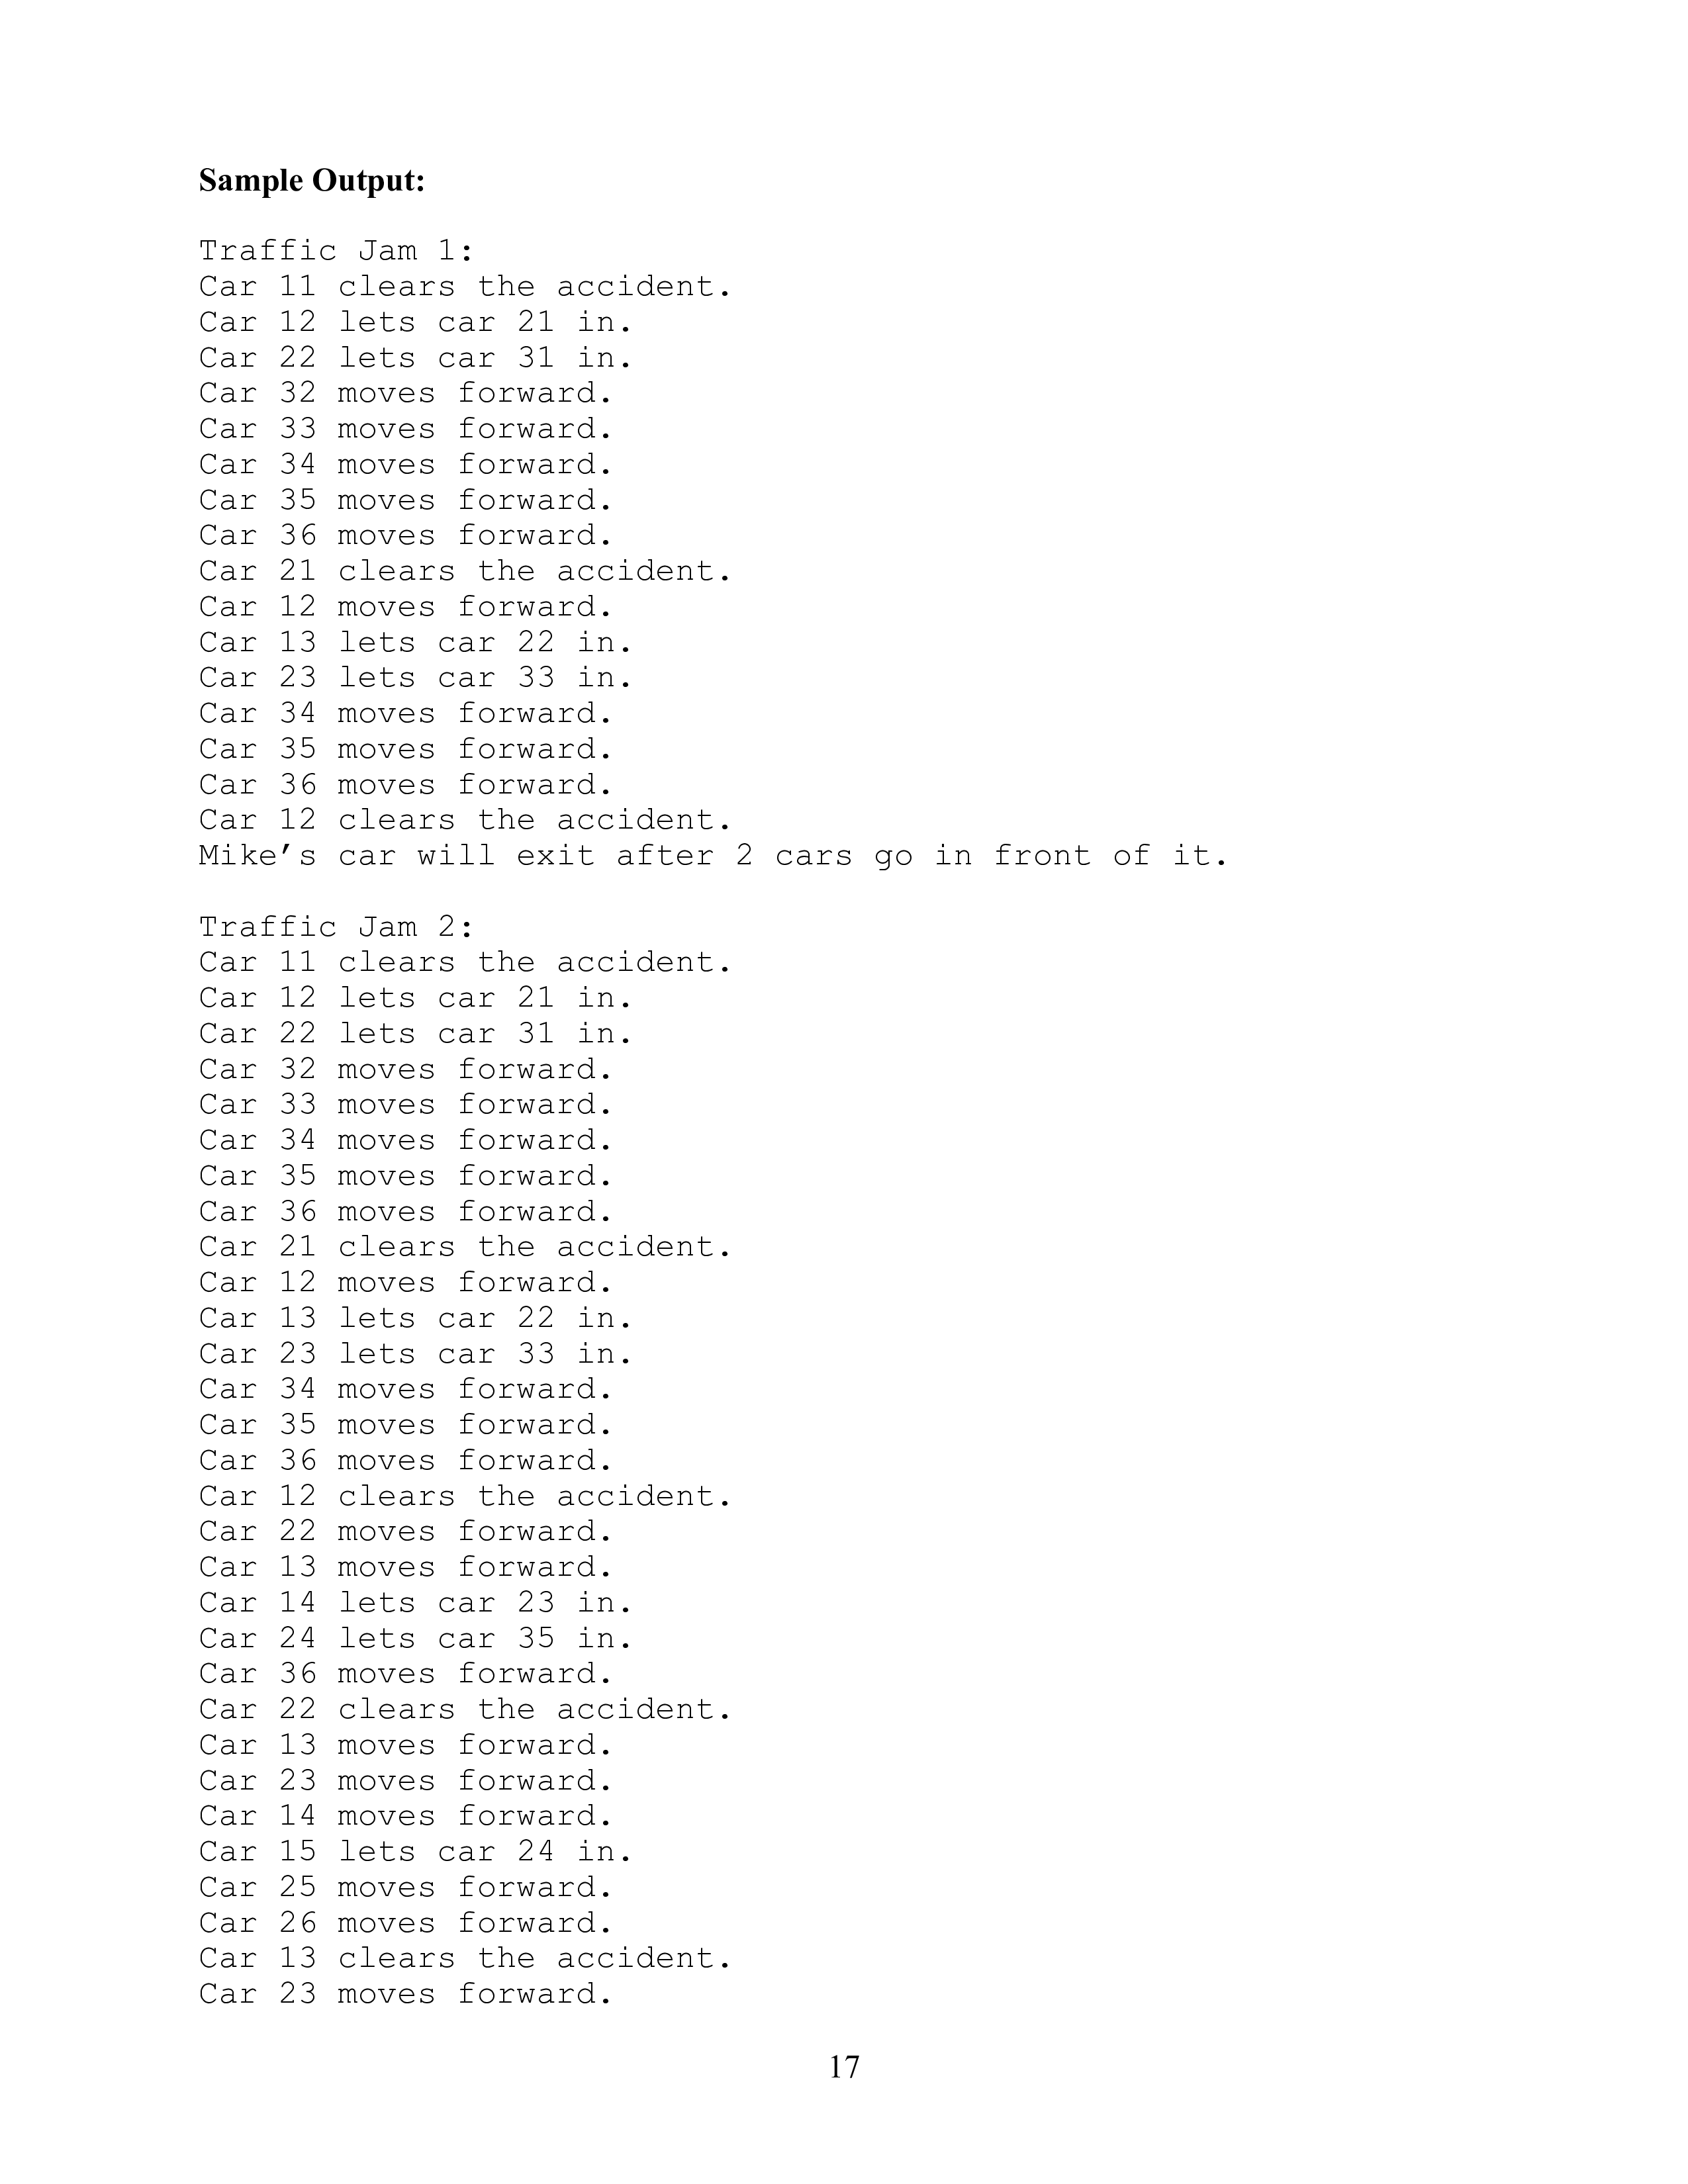 Sample Output:
Traffic Jam 1:
Car 11 clears the accident.
Car 12 lets car 21 in.
Car 22 lets car 31 in.
Car 32 moves forward.
Car 33 moves forward.
Car 34 moves forward.
Car 35 moves forward.
Car 36 moves forward.
Car 21 clears the accident.
Car 12 moves forward.
Car 13 lets car 22 in.
Car 23 lets car 33 in.
Car 34 moves forward.
Car 35 moves forward.
Car 36 moves forward.
Car 12 clears the accident.
Mike’s car will exit after 2 cars go in front of it.
Traffic Jam 2:
Car 11 clears the accident.
Car 12 lets car 21 in.
Car 22 lets car 31 in.
Car 32 moves forward.
Car 33 moves forward.
Car 34 moves forward.
Car 35 moves forward.
Car 36 moves forward.
Car 21 clears the accident.
Car 12 moves forward.
Car 13 lets car 22 in.
Car 23 lets car 33 in.
Car 34 moves forward.
Car 35 moves forward.
Car 36 moves forward.
Car 12 clears the accident.
Car 22 moves forward.
Car 13 moves forward.
Car 14 lets car 23 in.
Car 24 lets car 35 in.
Car 36 moves forward.
Car 22 clears the accident.
Car 13 moves forward.
Car 23 moves forward.
Car 14 moves forward.
Car 15 lets car 24 in.
Car 25 moves forward.
Car 26 moves forward.
Car 13 clears the accident.
Car 23 moves forward.
17